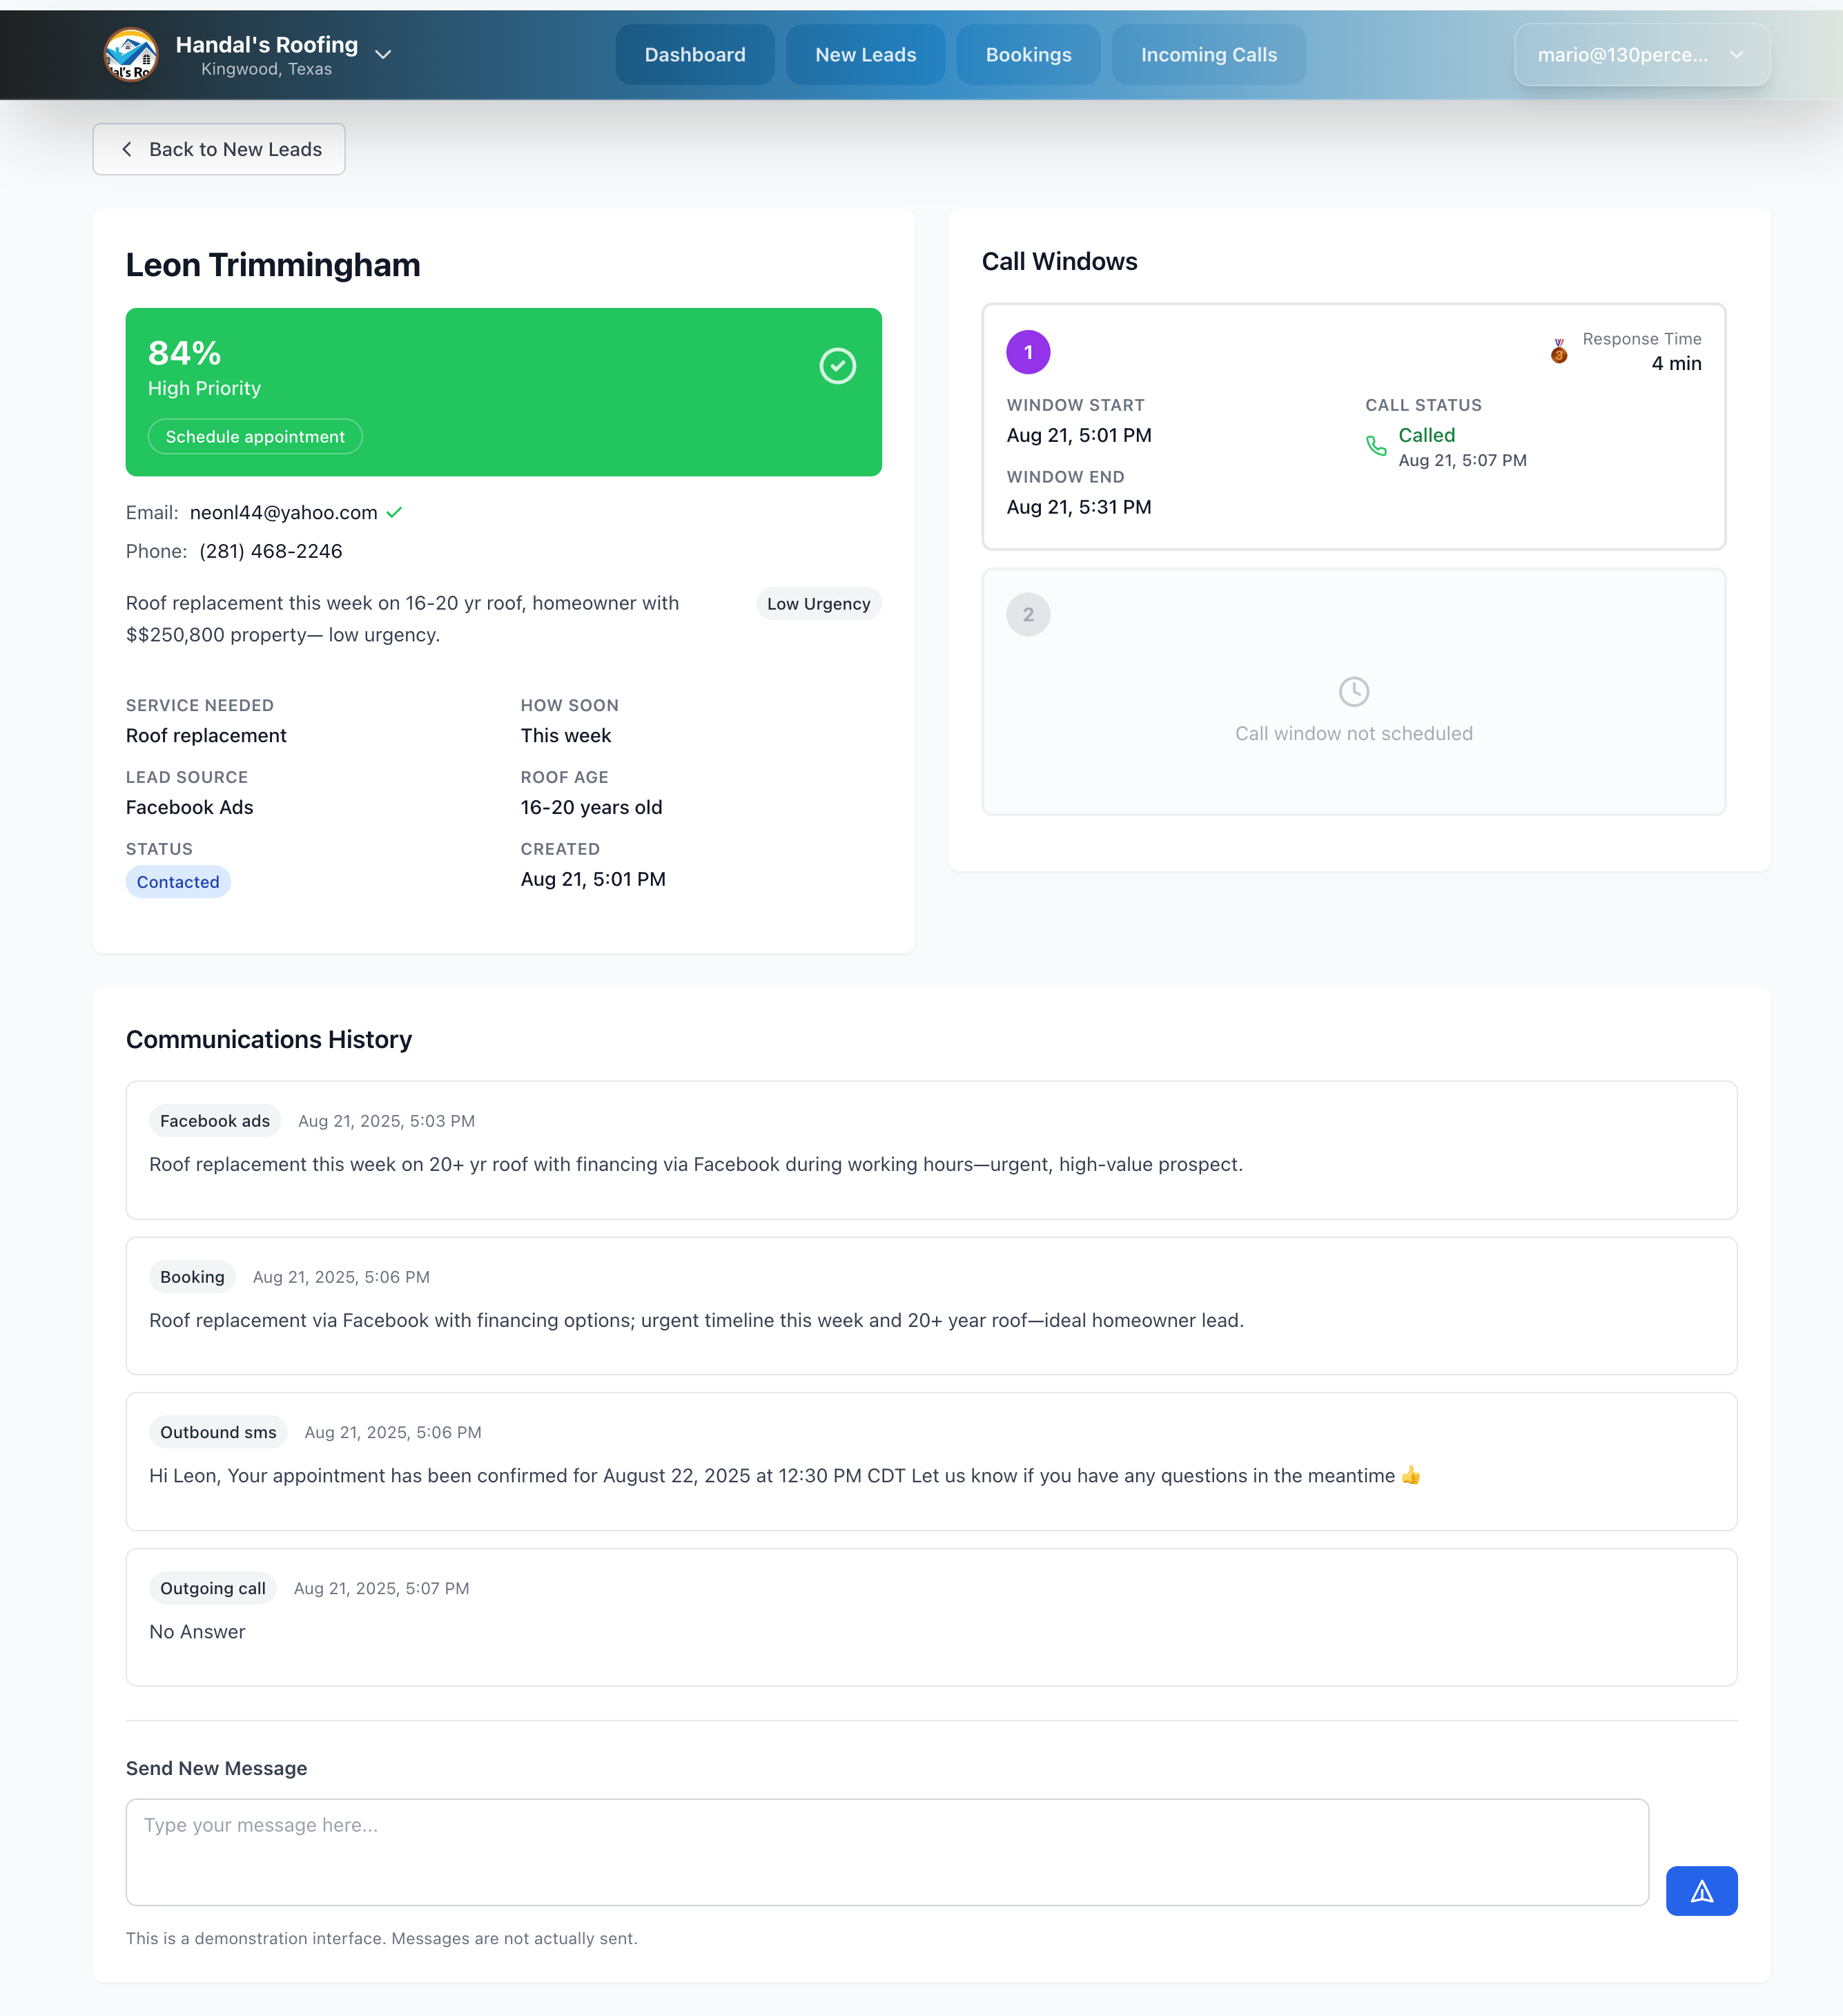 al's Ro
Handal's Roofing
Kingwood, Texas
Dashboard
New Leads
Bookings
Incoming Calls
mario@130perce...
Back to New Leads
Leon Trimmingham
84%
High Priority
Schedule appointment
Email: neonl44@yahoo.com
Phone: (281) 468-2246
Roof replacement this week on 16-20 yr roof, homeowner with
$$250,800 property— low urgency.
Low Urgency
SERVICE NEEDED
Roof replacement
HOW SOON
This week
LEAD SOURCE
Facebook Ads
ROOF AGE
16-20 years old
STATUS
Contacted
CREATED
Aug 21, 5:01 PM
Call Windows
1
3
Response Time
4 min
WINDOW START
Aug 21, 5:01 PM
CALL STATUS
Called
Aug 21, 5:07 PM
WINDOW END
Aug 21, 5:31 PM
2
Call window not scheduled
Communications History
Facebook ads Aug 21, 2025, 5:03 PM
Roof replacement this week on 20+ yr roof with financing via Facebook during working hours—urgent, high-value prospect.
Booking Aug 21, 2025, 5:06 PM
Roof replacement via Facebook with financing options; urgent timeline this week and 20+ year roof—ideal homeowner lead.
Outbound sms Aug 21, 2025, 5:06 PM
Hi Leon, Your appointment has been confirmed for August 22, 2025 at 12:30 PM CDT Let us know if you have any questions in the meantime 👍
Outgoing call Aug 21, 2025, 5:07 PM
No Answer
Send New Message
Type your message here...
This is a demonstration interface. Messages are not actually sent.